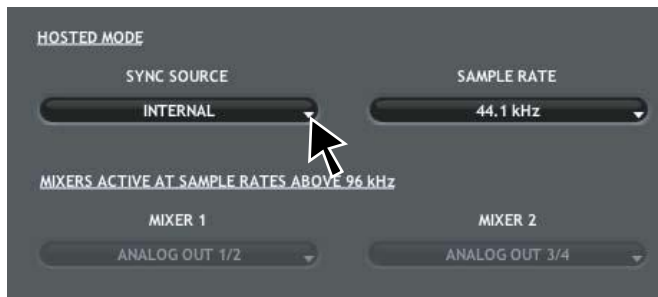 HOSTED MODE
SYNC SOURCE SAMPLE RATE
INTERNAL 44.1 kHz
MIXERS ACTIVE AT SAMPLE RATES ABOVE 96 kHz
MIXER 1 MIXER 2
ANALOG OUT 1/2 ANALOG OUT 3/4